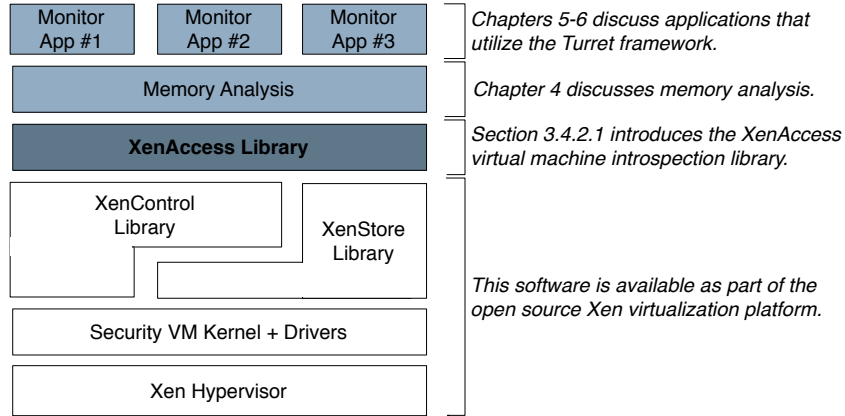 Monitor App #1
Monitor App #2
Monitor App #3
Chapters 5-6 discuss applications that
utilize the Turret framework.
Memory Analysis
Chapter 4 discusses memory analysis.
XenAccess Library
Section 3.4.2.1 introduces the XenAccess
virtual machine introspection library.
XenControl
Library
XenStore
Library
This software is available as part of the
open source Xen virtualization platform.
Security VM Kernel + Drivers
Xen Hypervisor